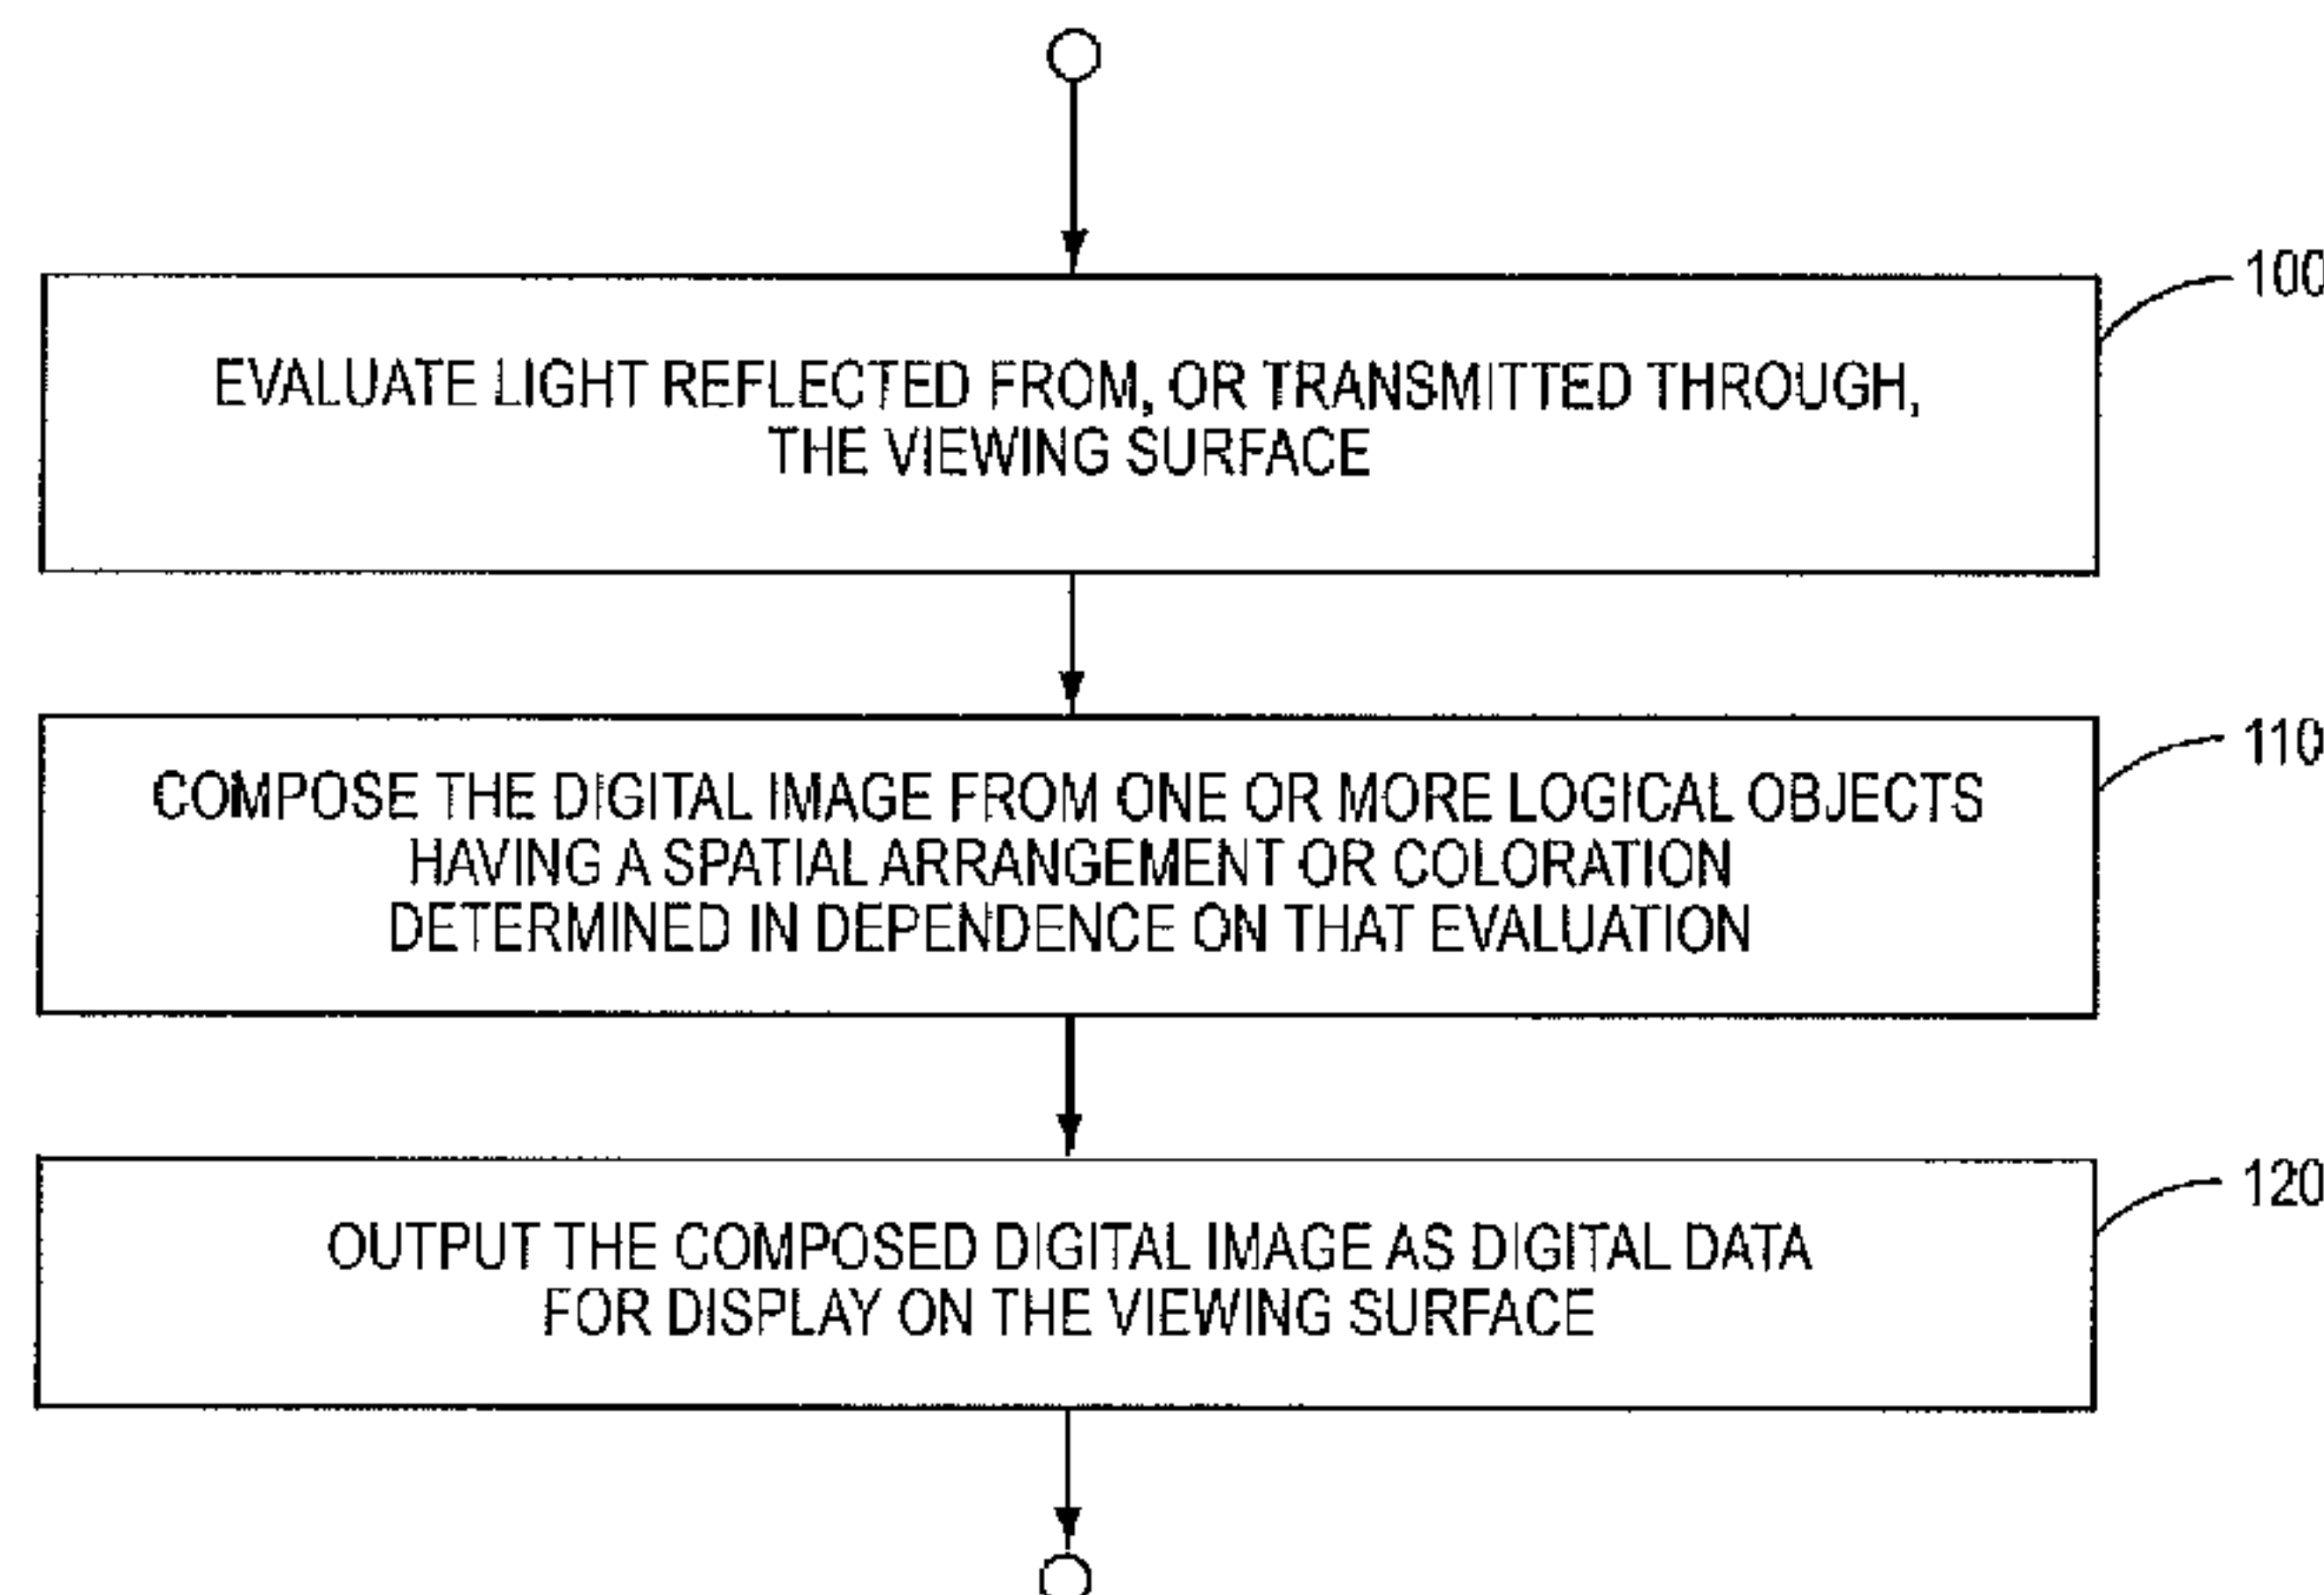 100
EVALUATE LIGHT REFLECTED FROM, OR TRANSMITTED THROUGH,
THE VIEWING SURFACE
110
COMPOSE THE DIGITAL IMAGE FROM ONE OR MORE LOGICAL OBJECTS
HAVING A SPATIAL ARRANGEMENT OR COLORATION
DETERMINED IN DEPENDENCE ON THAT EVALUATION
120
OUTPUT THE COMPOSED DIGITAL IMAGE AS DIGITAL DATA
FOR DISPLAY ON THE VIEWING SURFACE